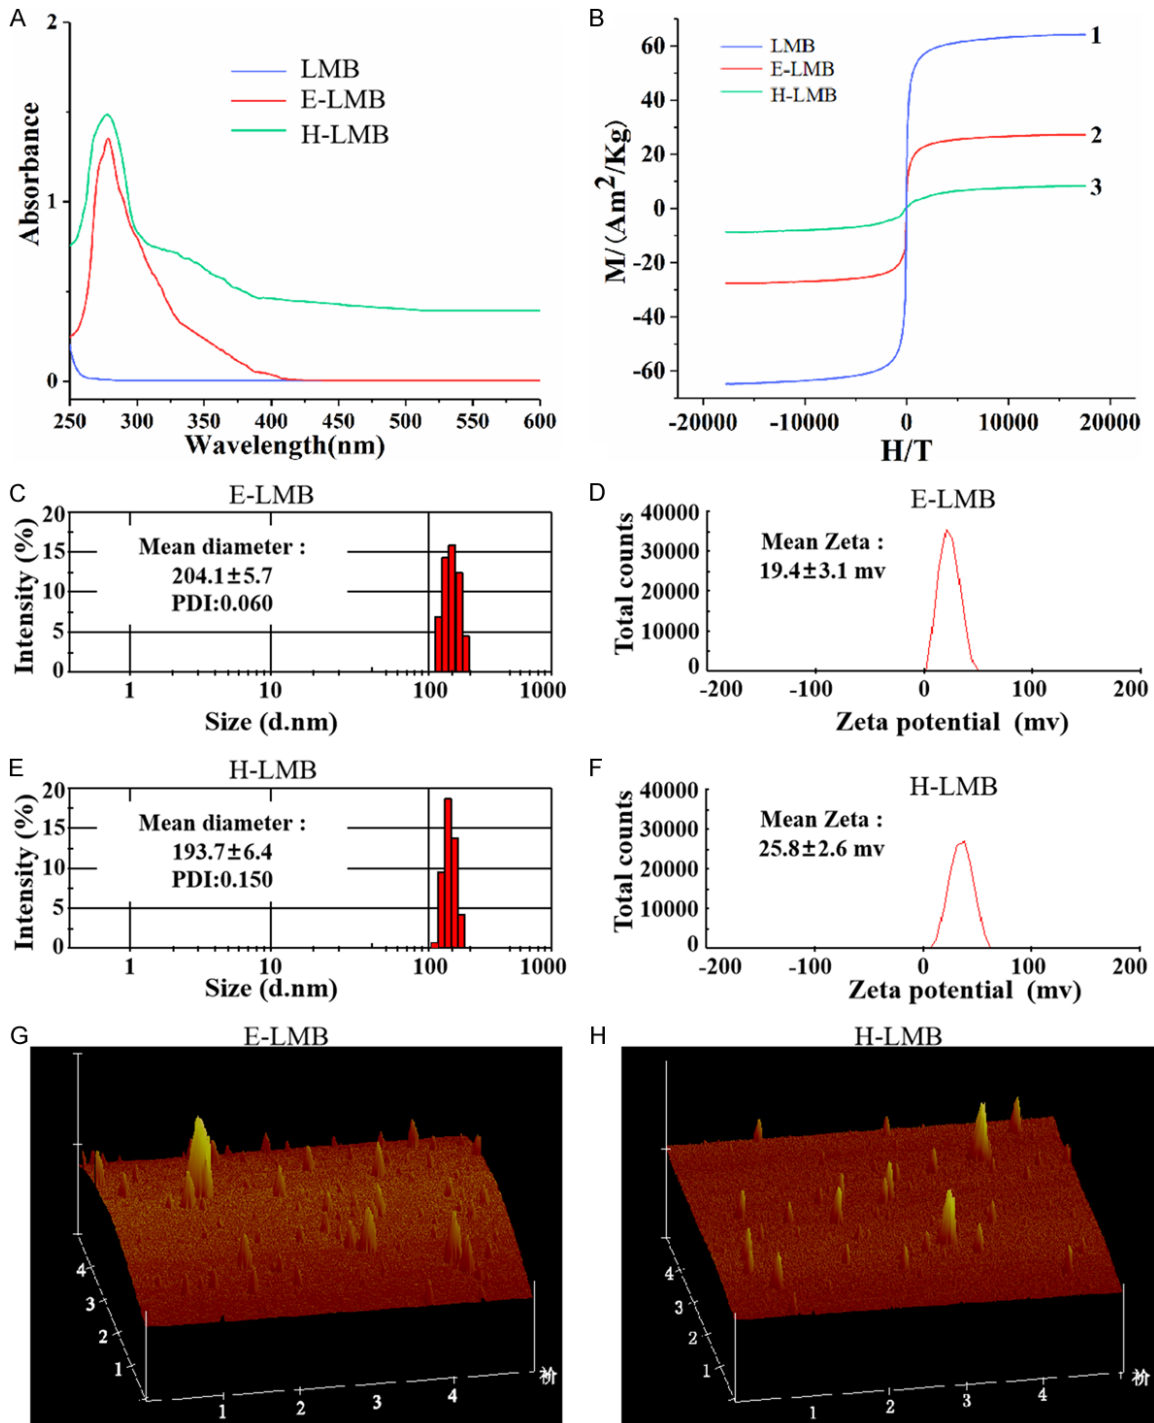 A
2
1
0
Absorbance
LMB
E-LMB
H-LMB
250 300 350 400 450 500 550 600
Wavelength(nm)
B
60
40
20
0
-20
-40
-60
M/(Am²/Kg)
LMB
E-LMB
H-LMB
1
2
3
-20000 -10000 0 10000 20000
H/T
C
E-LMB
20
15
10
5
0
Intensity (%)
Mean diameter :
204.1±5.7
PDI:0.060
1 10 100 1000
Size (d.nm)
D
E-LMB
40000
30000
20000
10000
0
Total counts
Mean Zeta :
19.4±3.1 mv
-200 -100 0 100 200
Zeta potential (mv)
E
H-LMB
20
15
10
5
0
Intensity (%)
Mean diameter :
193.7±6.4
PDI:0.150
1 10 100 1000
Size (d.nm)
F
H-LMB
40000
30000
20000
10000
0
Total counts
Mean Zeta :
25.8±2.6 mv
-200 -100 0 100 200
Zeta potential (mv)
G
E-LMB
4
3
2
1
1 2 3 4
H
H-LMB
4
3
2
1
1 2 3 4